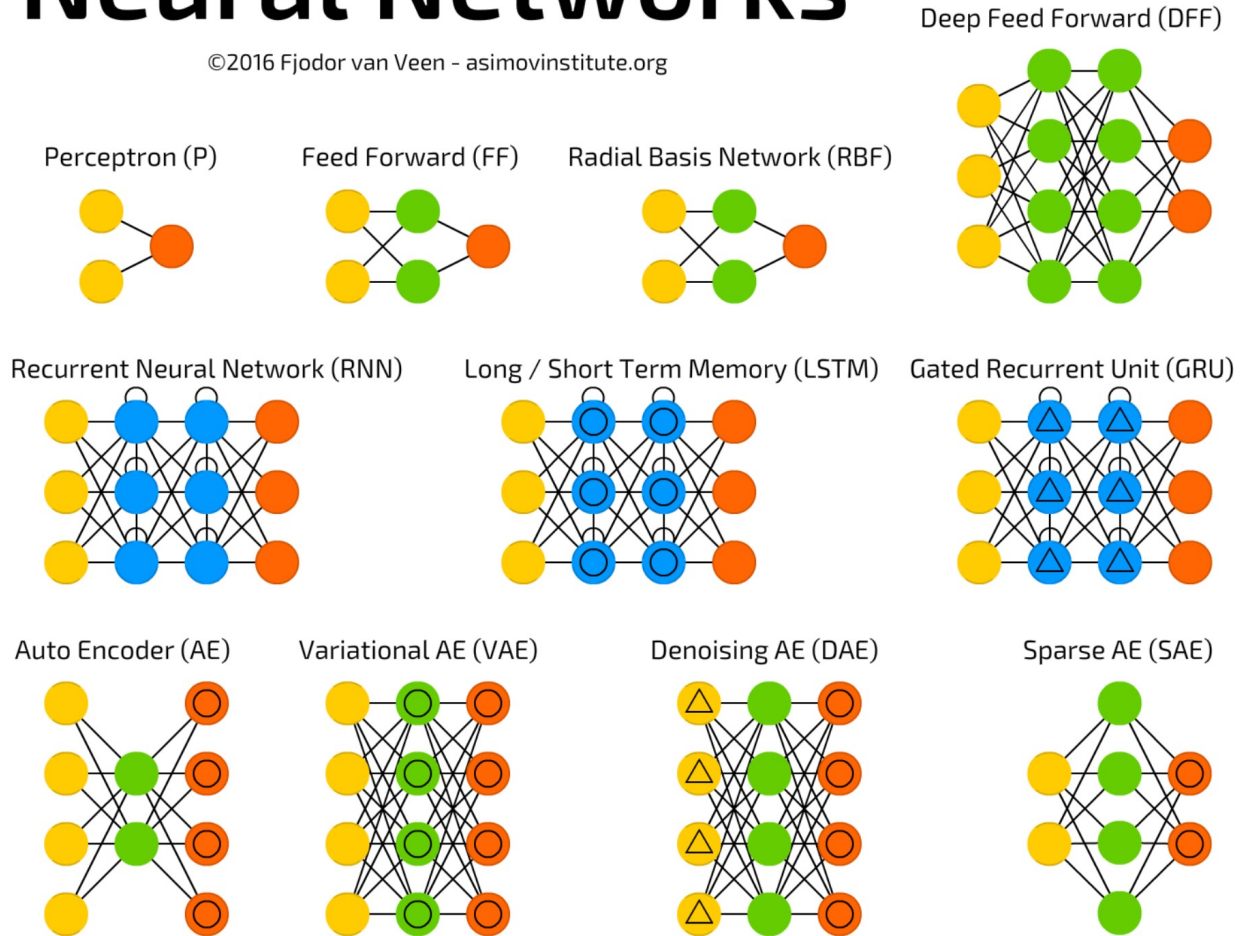 Neural Networks
Deep Feed Forward (DFF)
©2016 Fjodor van Veen - asimovinstitute.org
Perceptron (P)
Feed Forward (FF)
Radial Basis Network (RBF)
Recurrent Neural Network (RNN)
Long / Short Term Memory (LSTM)
Gated Recurrent Unit (GRU)
Auto Encoder (AE)
Variational AE (VAE)
Denoising AE (DAE)
Sparse AE (SAE)